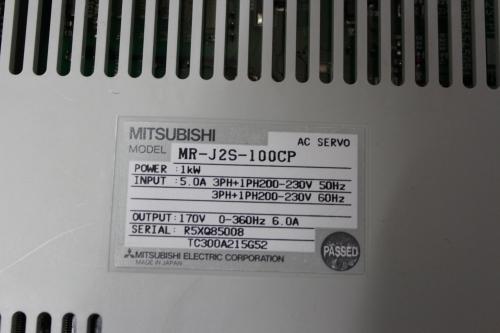 MITSUBISHI AC SERVO
MODEL MR-J2S-100CP
POWER :1kW
INPUT :5.0A 3PH+1PH200-230V 50Hz
3PH+1PH200-230V 60Hz
OUTPUT:170V 0-360Hz 6.0A
SERIAL: R5XQ85008
TC300A215G52
PASSED
MITSUBISHI ELECTRIC CORPORATION
MADE IN JAPAN